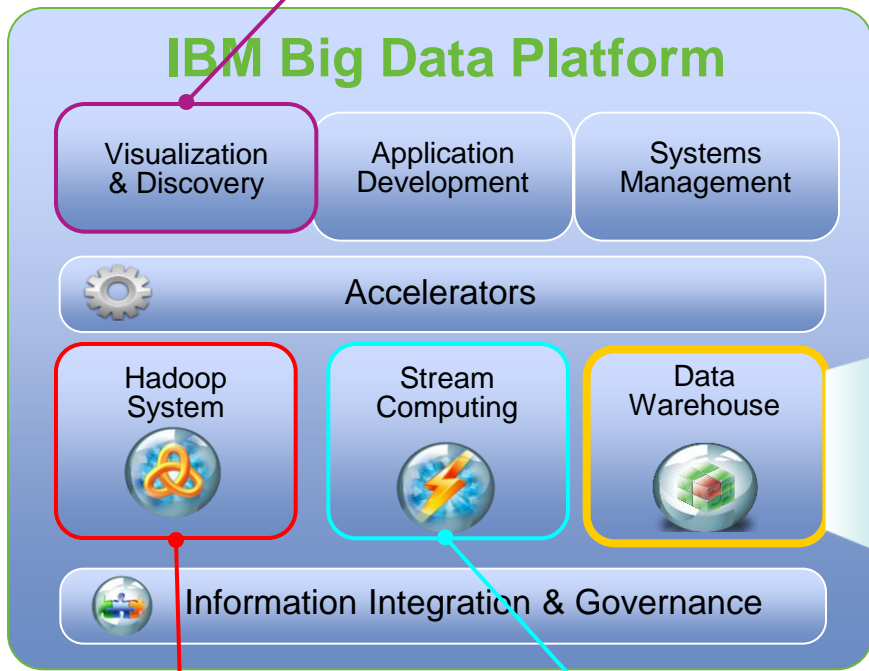 IBM Big Data Platform
Visualization
& Discovery
Application
Development
Systems
Management
Accelerators
Hadoop
System
Stream
Computing
Data
Warehouse
Information Integration & Governance